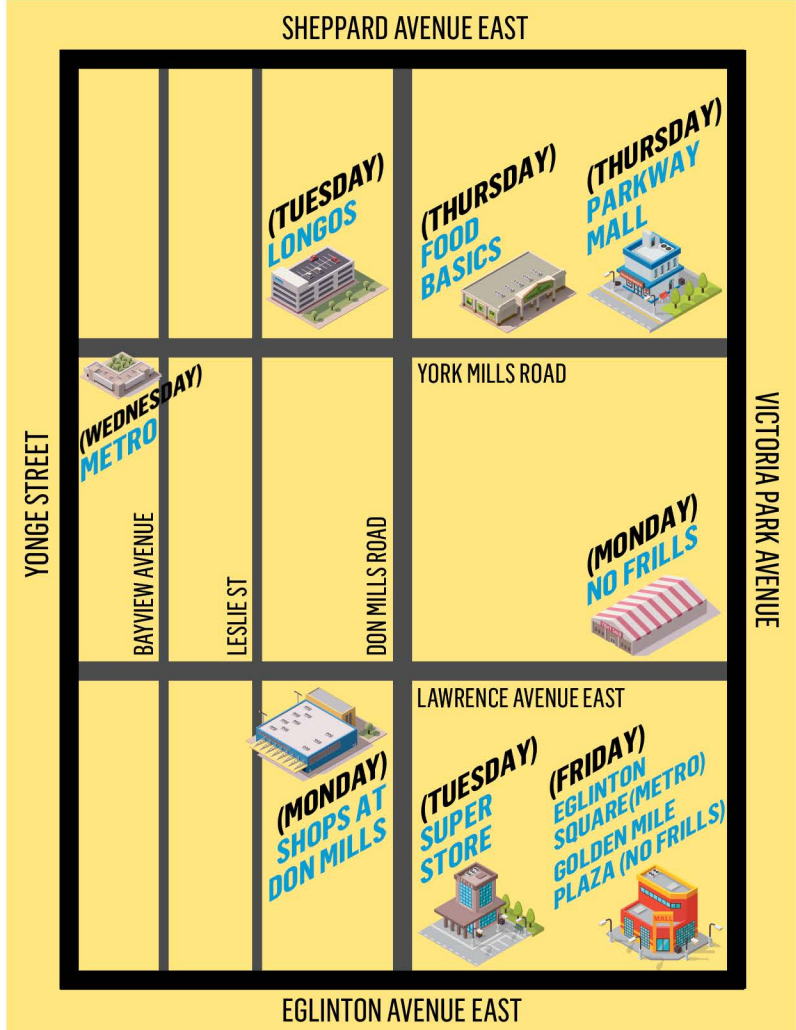 SHEPPARD AVENUE EAST
(TUESDAY)
LONGOS
(THURSDAY)
FOOD
BASICS
(THURSDAY)
PARKWAY
MALL
YORK MILLS ROAD
(WEDNESDAY)
METRO
YONGE STREET
BAYVIEW AVENUE
LESLIE ST
DON MILLS ROAD
VICTORIA PARK AVENUE
(MONDAY)
NO FRILLS
LAWRENCE AVENUE EAST
(MONDAY)
SHOPS AT
DON MILLS
(TUESDAY)
SUPER
STORE
(FRIDAY)
EGLINTON
SQUARE(METRO)
GOLDEN MILE
PLAZA (NO FRILLS)
MALL
EGLINTON AVENUE EAST